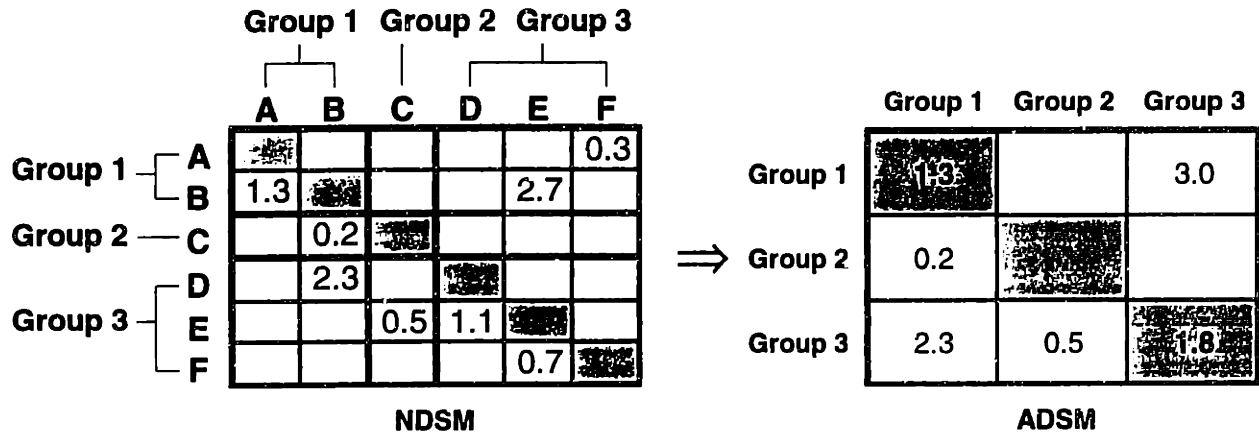 Group 1 Group 2 Group 3
A B C D E F
Group 1
A 0.3
B 1.3 2.7
Group 2 C 0.2
Group 3
D 2.3
E 0.5 1.1
F 0.7
NDSM
⇒
Group 1 Group 2 Group 3
Group 1 1.3 3.0
Group 2 0.2
Group 3 2.3 0.5 1.8
ADSM